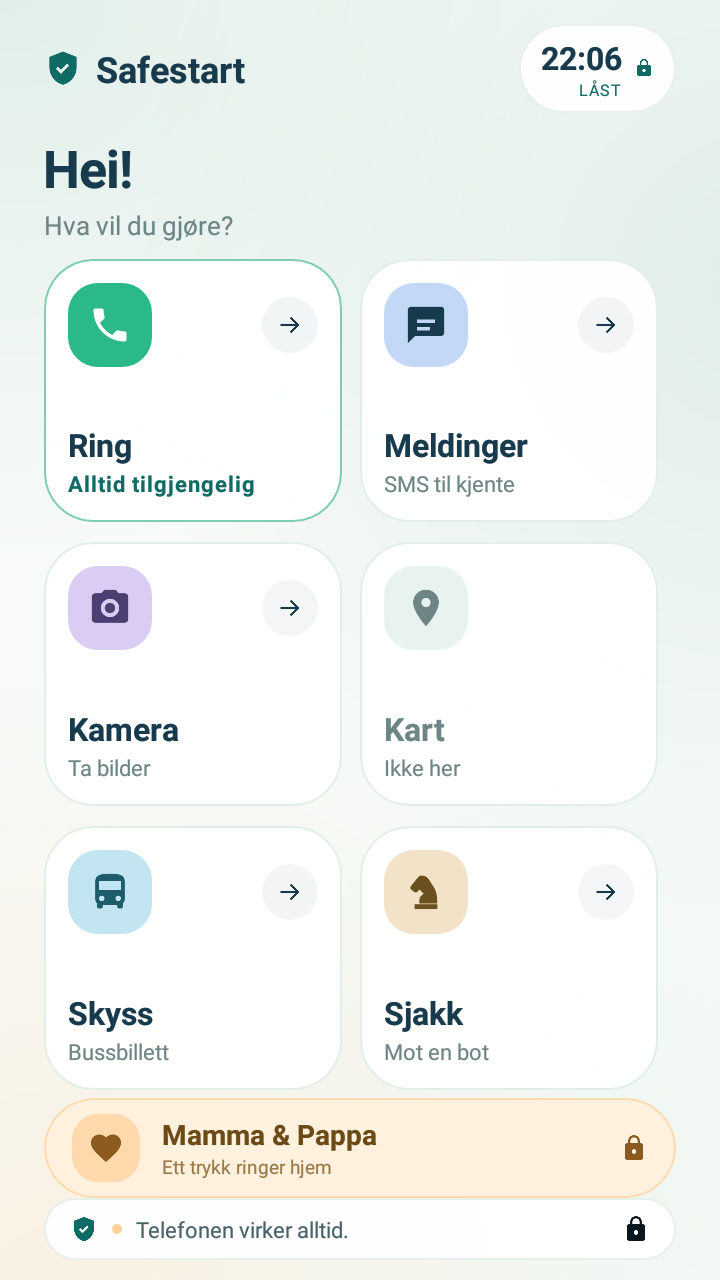 Safestart
22:06
LÅST
Hei!
Hva vil du gjøre?
Ring
Alltid tilgjengelig
Meldinger
SMS til kjente
Kamera
Ta bilder
Kart
Ikke her
Skyss
Bussbillett
Sjakk
Mot en bot
Mamma & Pappa
Ett trykk ringer hjem
Telefonen virker alltid.